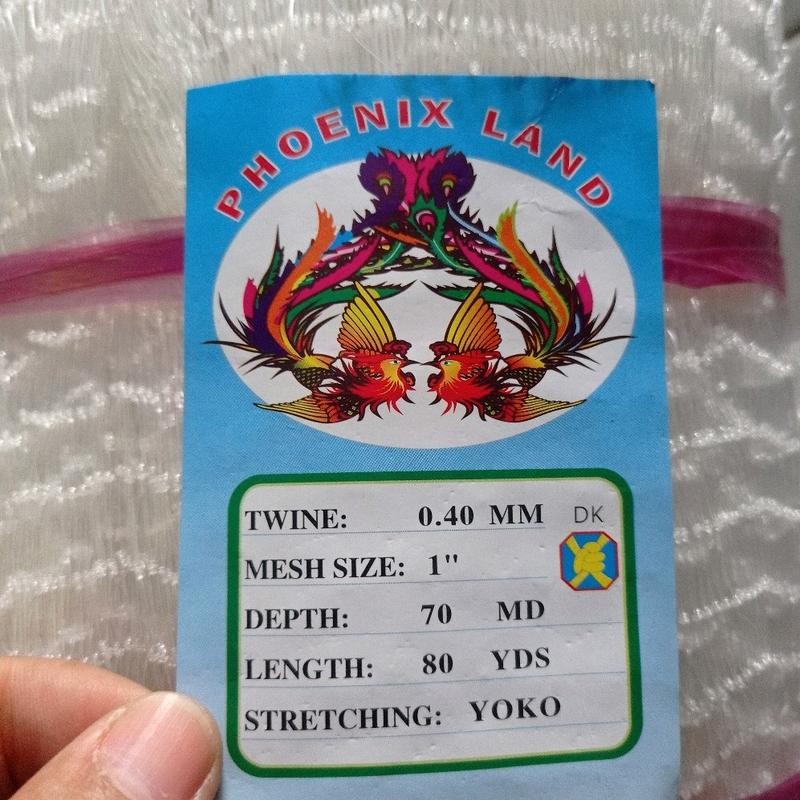 PHOENIX LAND
TWINE: 0.40 MM DK
MESH SIZE: 1"
DEPTH: 70 MD
LENGTH: 80 YDS
STRETCHING: YOKO